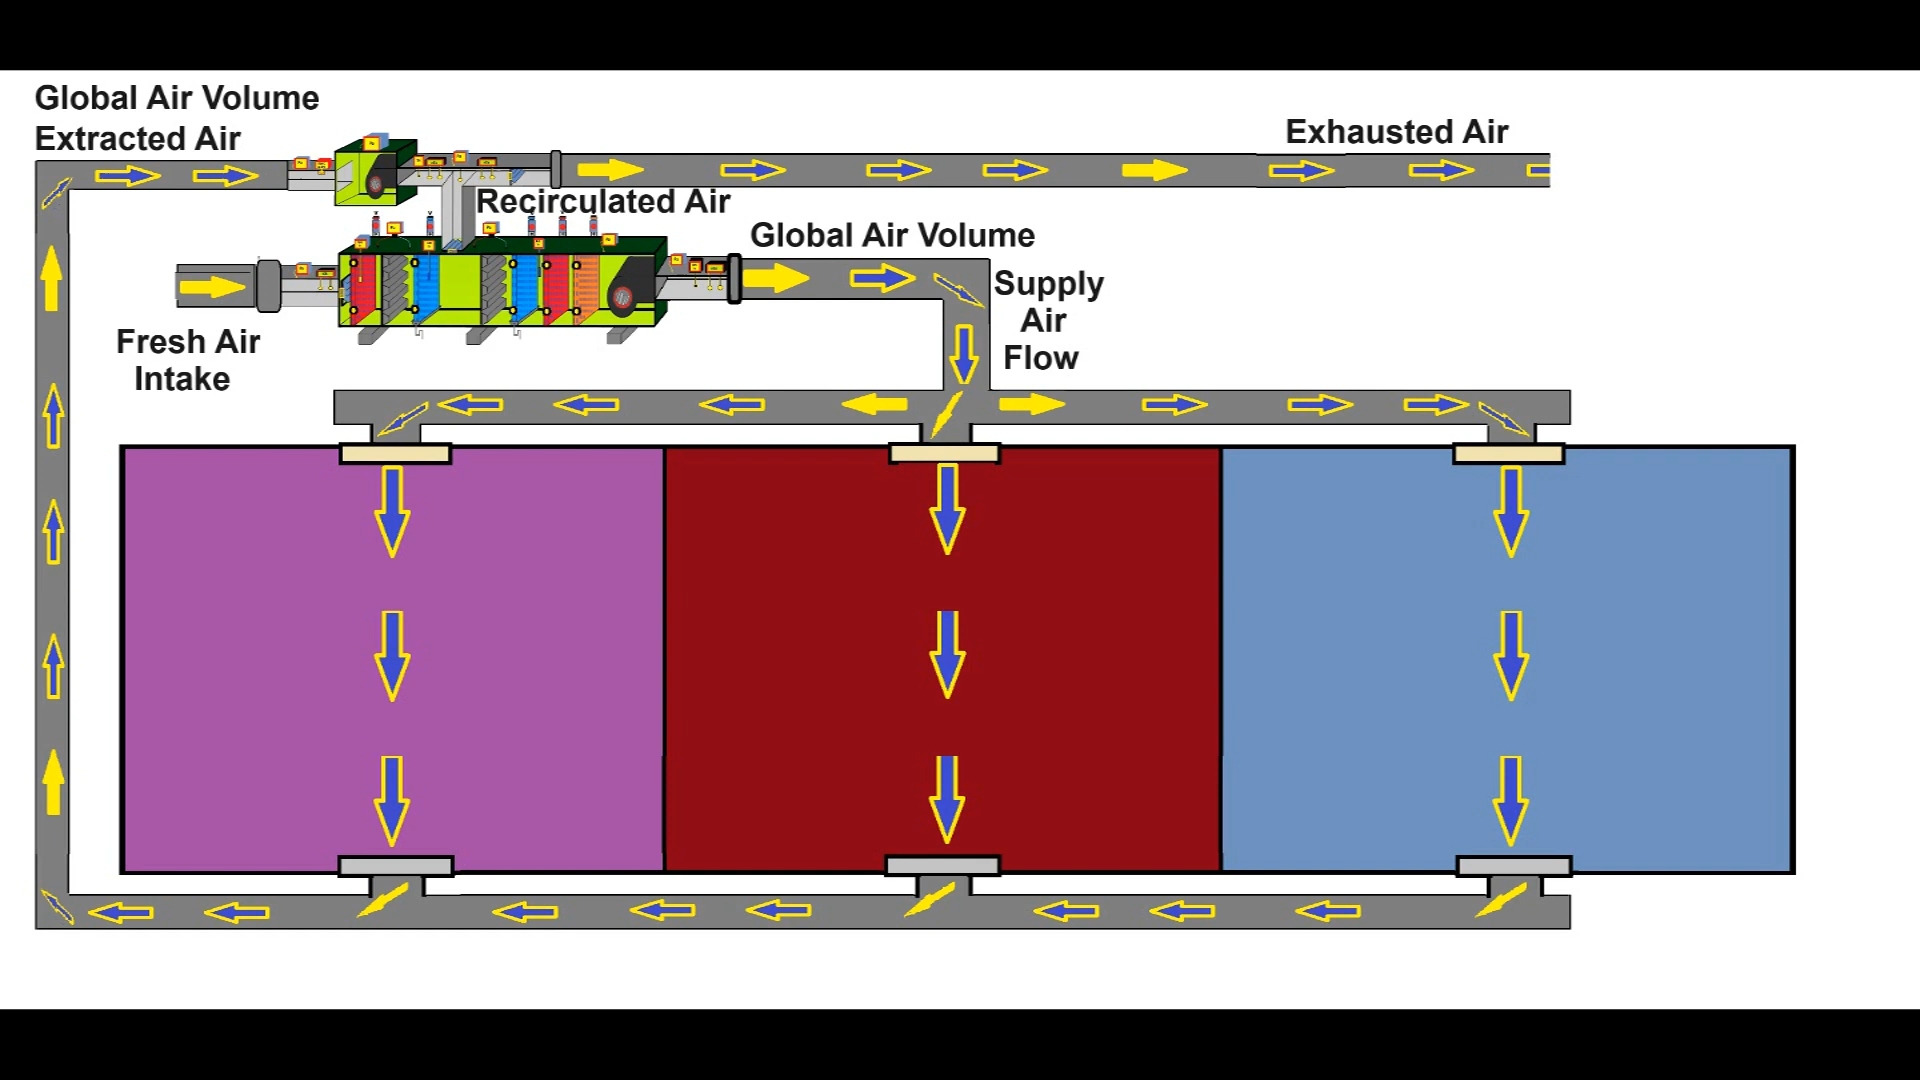 Global Air Volume
Extracted Air
Exhausted Air
Recirculated Air
Global Air Volume
Supply
Air
Flow
Fresh Air
Intake